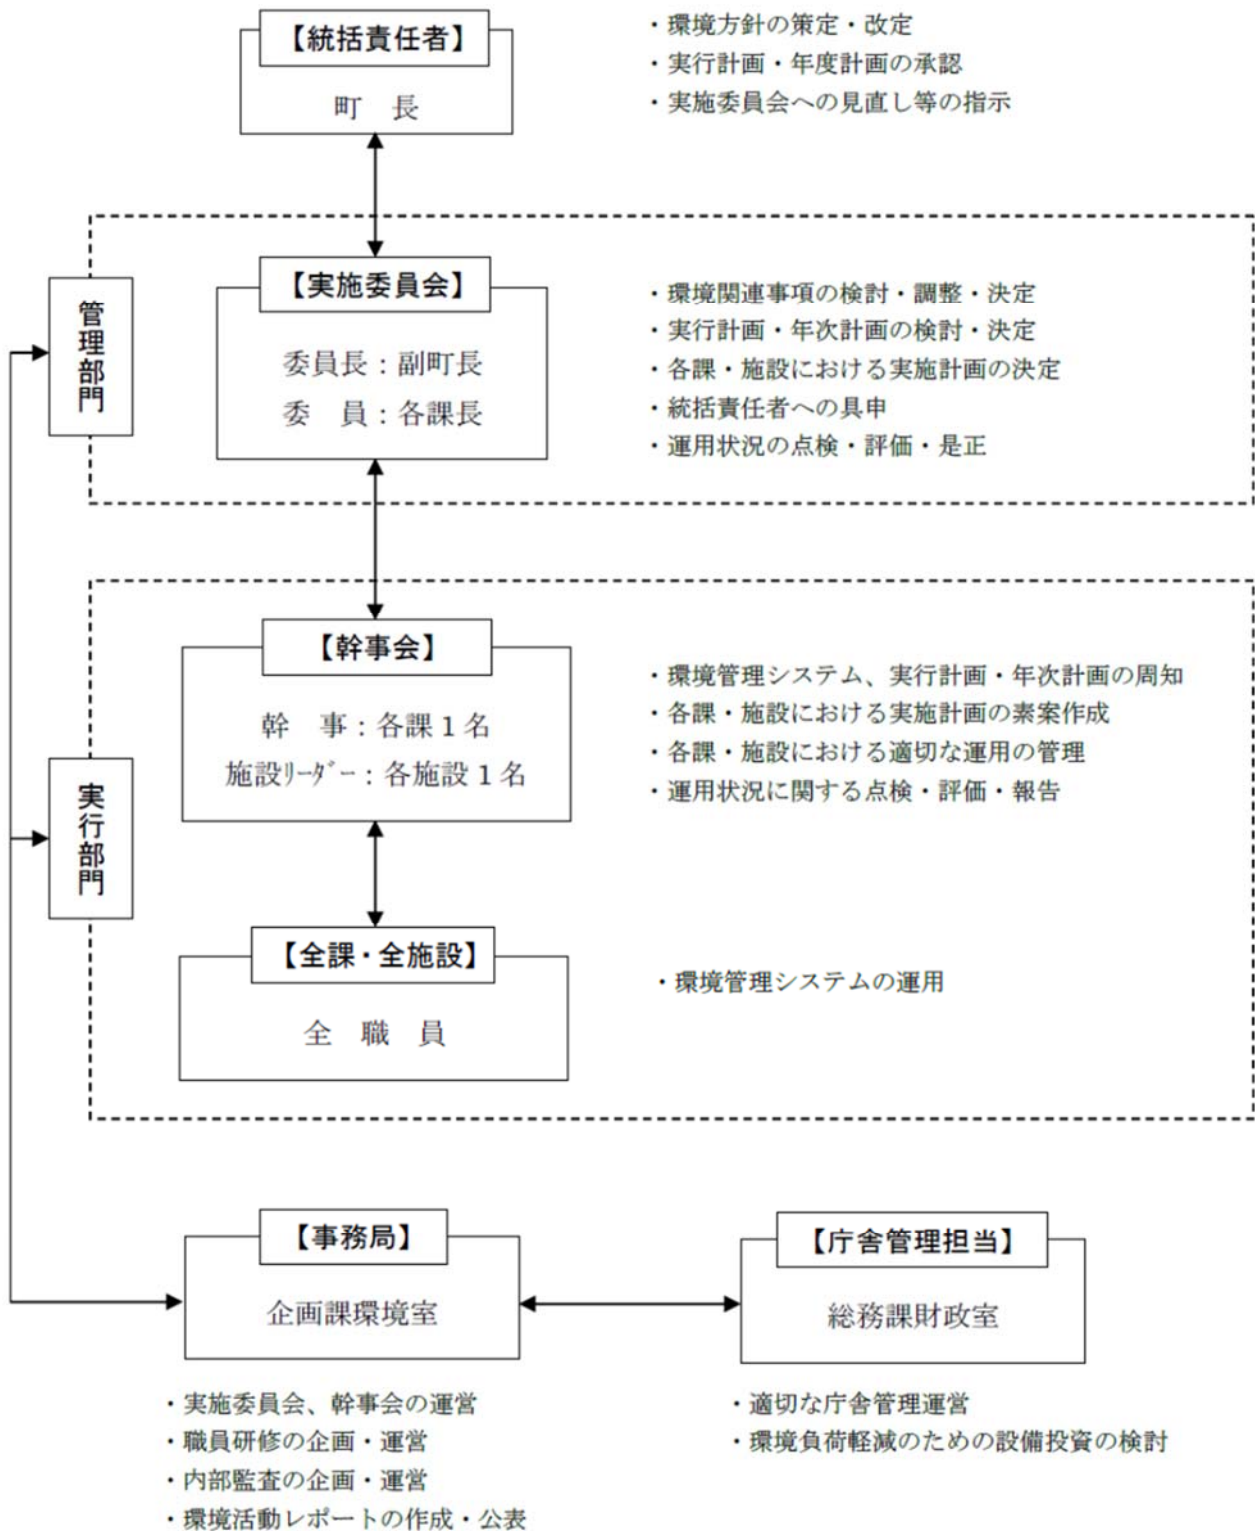 【統括責任者】
町　長
・環境方針の策定・改定
・実行計画・年度計画の承認
・実施委員会への見直し等の指示
管理部門
【実施委員会】
委員長：副町長
委　員：各課長
・環境関連事項の検討・調整・決定
・実行計画・年次計画の検討・決定
・各課・施設における実施計画の決定
・統括責任者への具申
・運用状況の点検・評価・是正
実行部門
【幹事会】
幹　事：各課１名
施設ﾘｰﾀﾞｰ：各施設１名
・環境管理システム、実行計画・年次計画の周知
・各課・施設における実施計画の素案作成
・各課・施設における適切な運用の管理
・運用状況に関する点検・評価・報告
【全課・全施設】
全　職　員
・環境管理システムの運用
【事務局】
企画課環境室
・実施委員会、幹事会の運営
・職員研修の企画・運営
・内部監査の企画・運営
・環境活動レポートの作成・公表
【庁舎管理担当】
総務課財政室
・適切な庁舎管理運営
・環境負荷軽減のための設備投資の検討